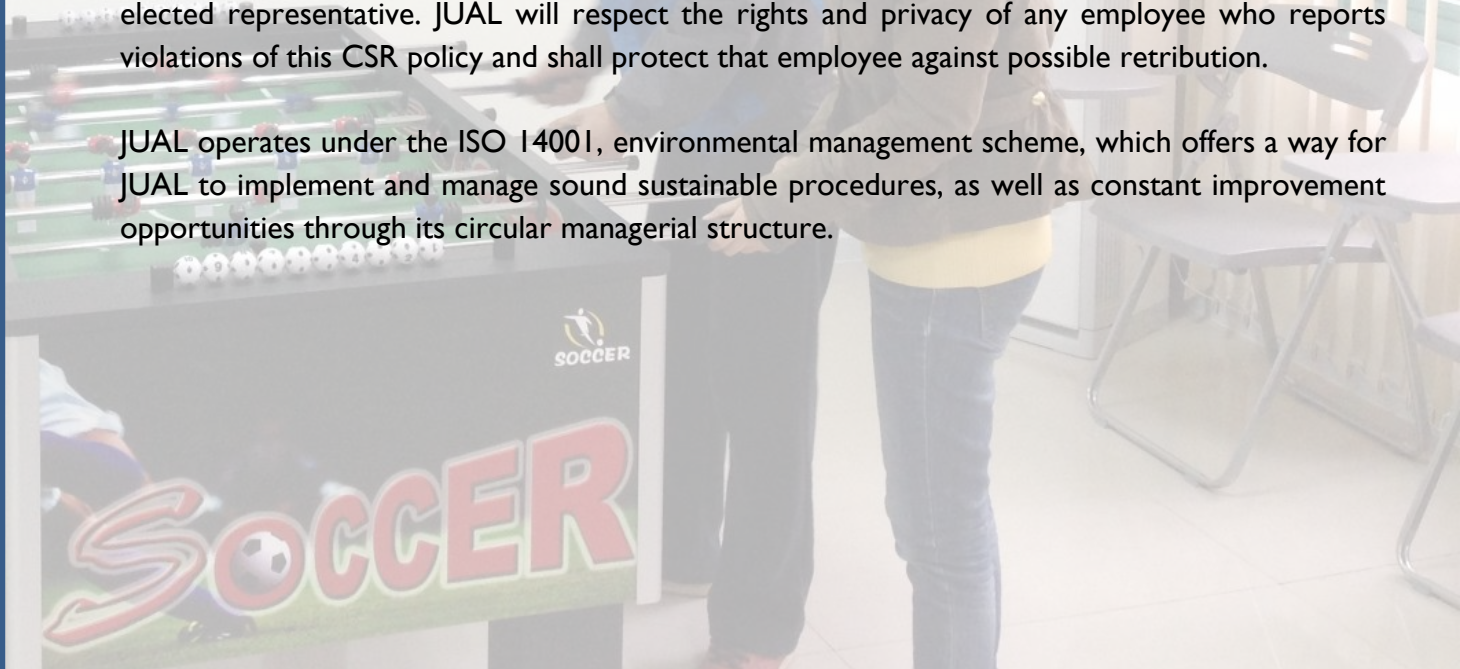 elected representative. JUAL will respect the rights and privacy of any employee who reports
violations of this CSR policy and shall protect that employee against possible retribution.
JUAL operates under the ISO 14001, environmental management scheme, which offers a way for
JUAL to implement and manage sound sustainable procedures, as well as constant improvement
opportunities through its circular managerial structure.
SOCCER
SOCCER